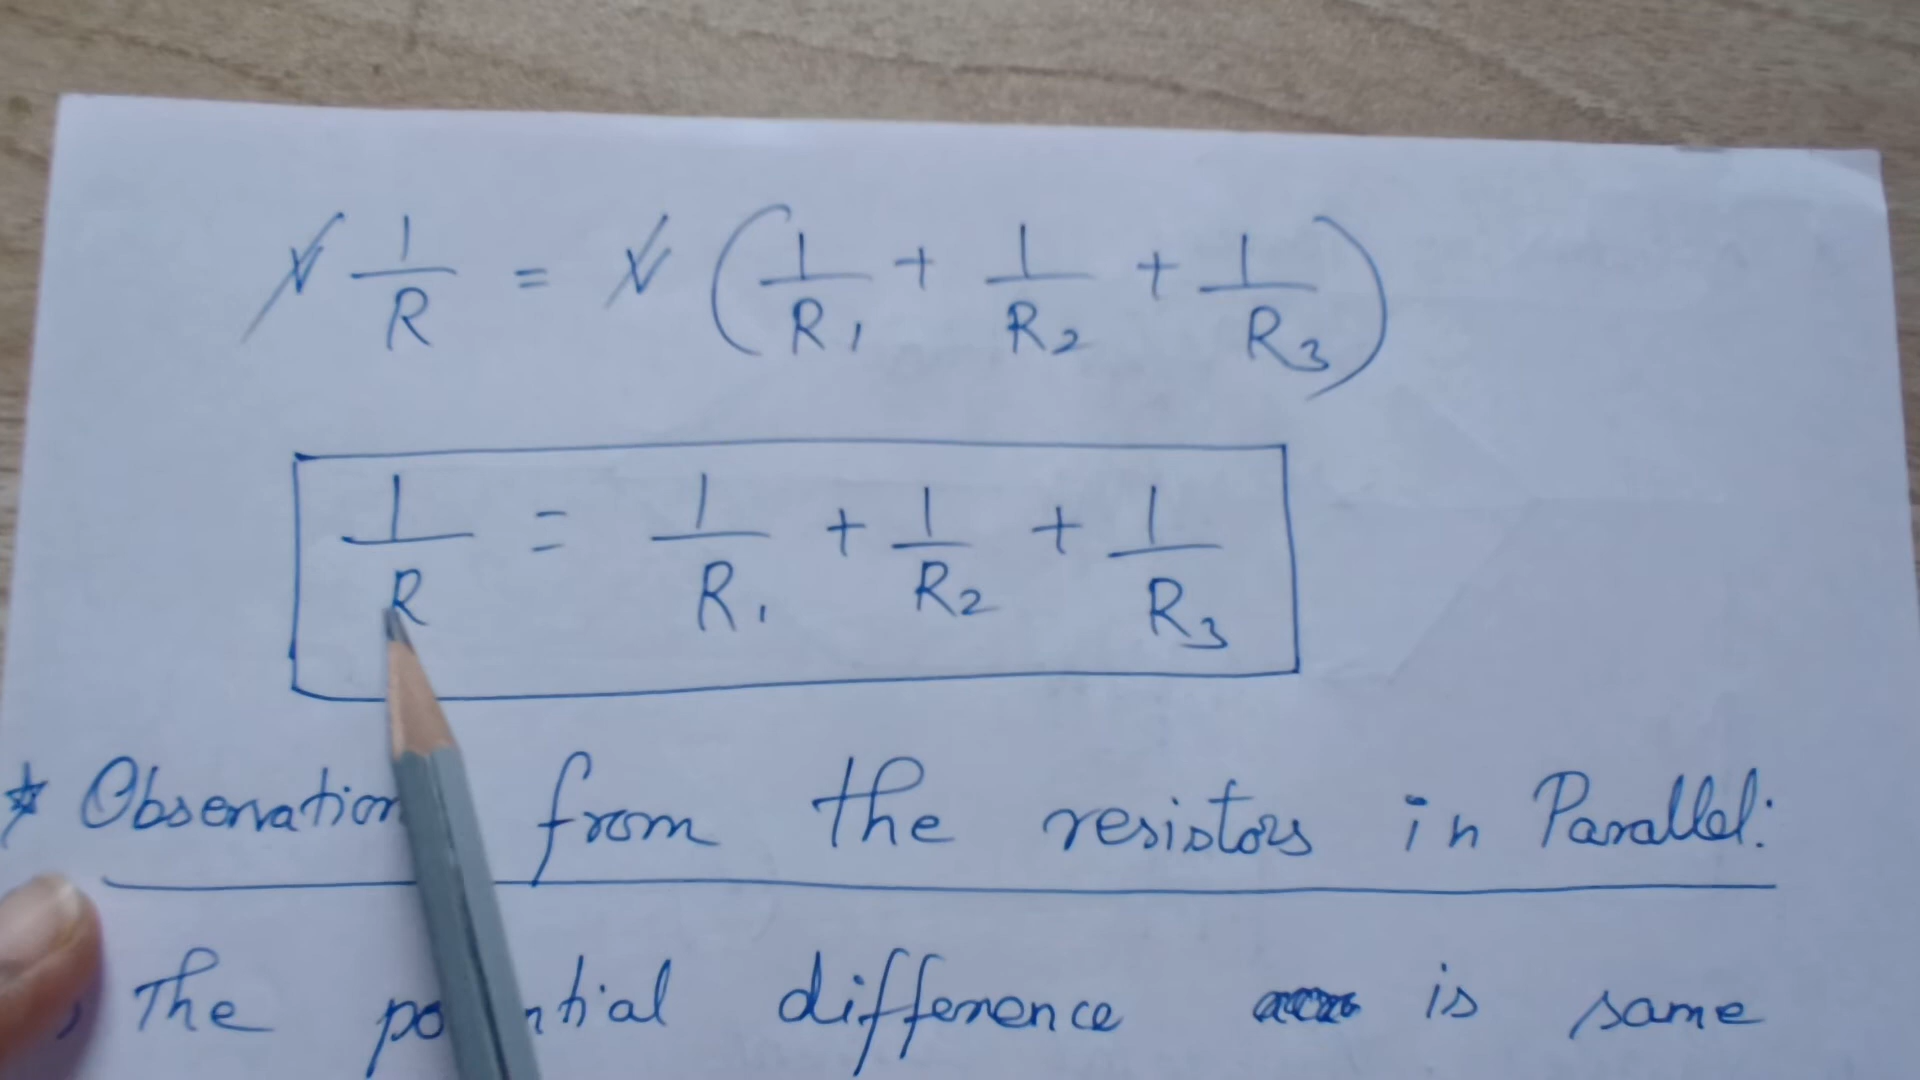 V 1/R = V (1/R₁ + 1/R₂ + 1/R₃)
1/R = 1/R₁ + 1/R₂ + 1/R₃
* Observation from the resistors in Parallel:
The difference is same